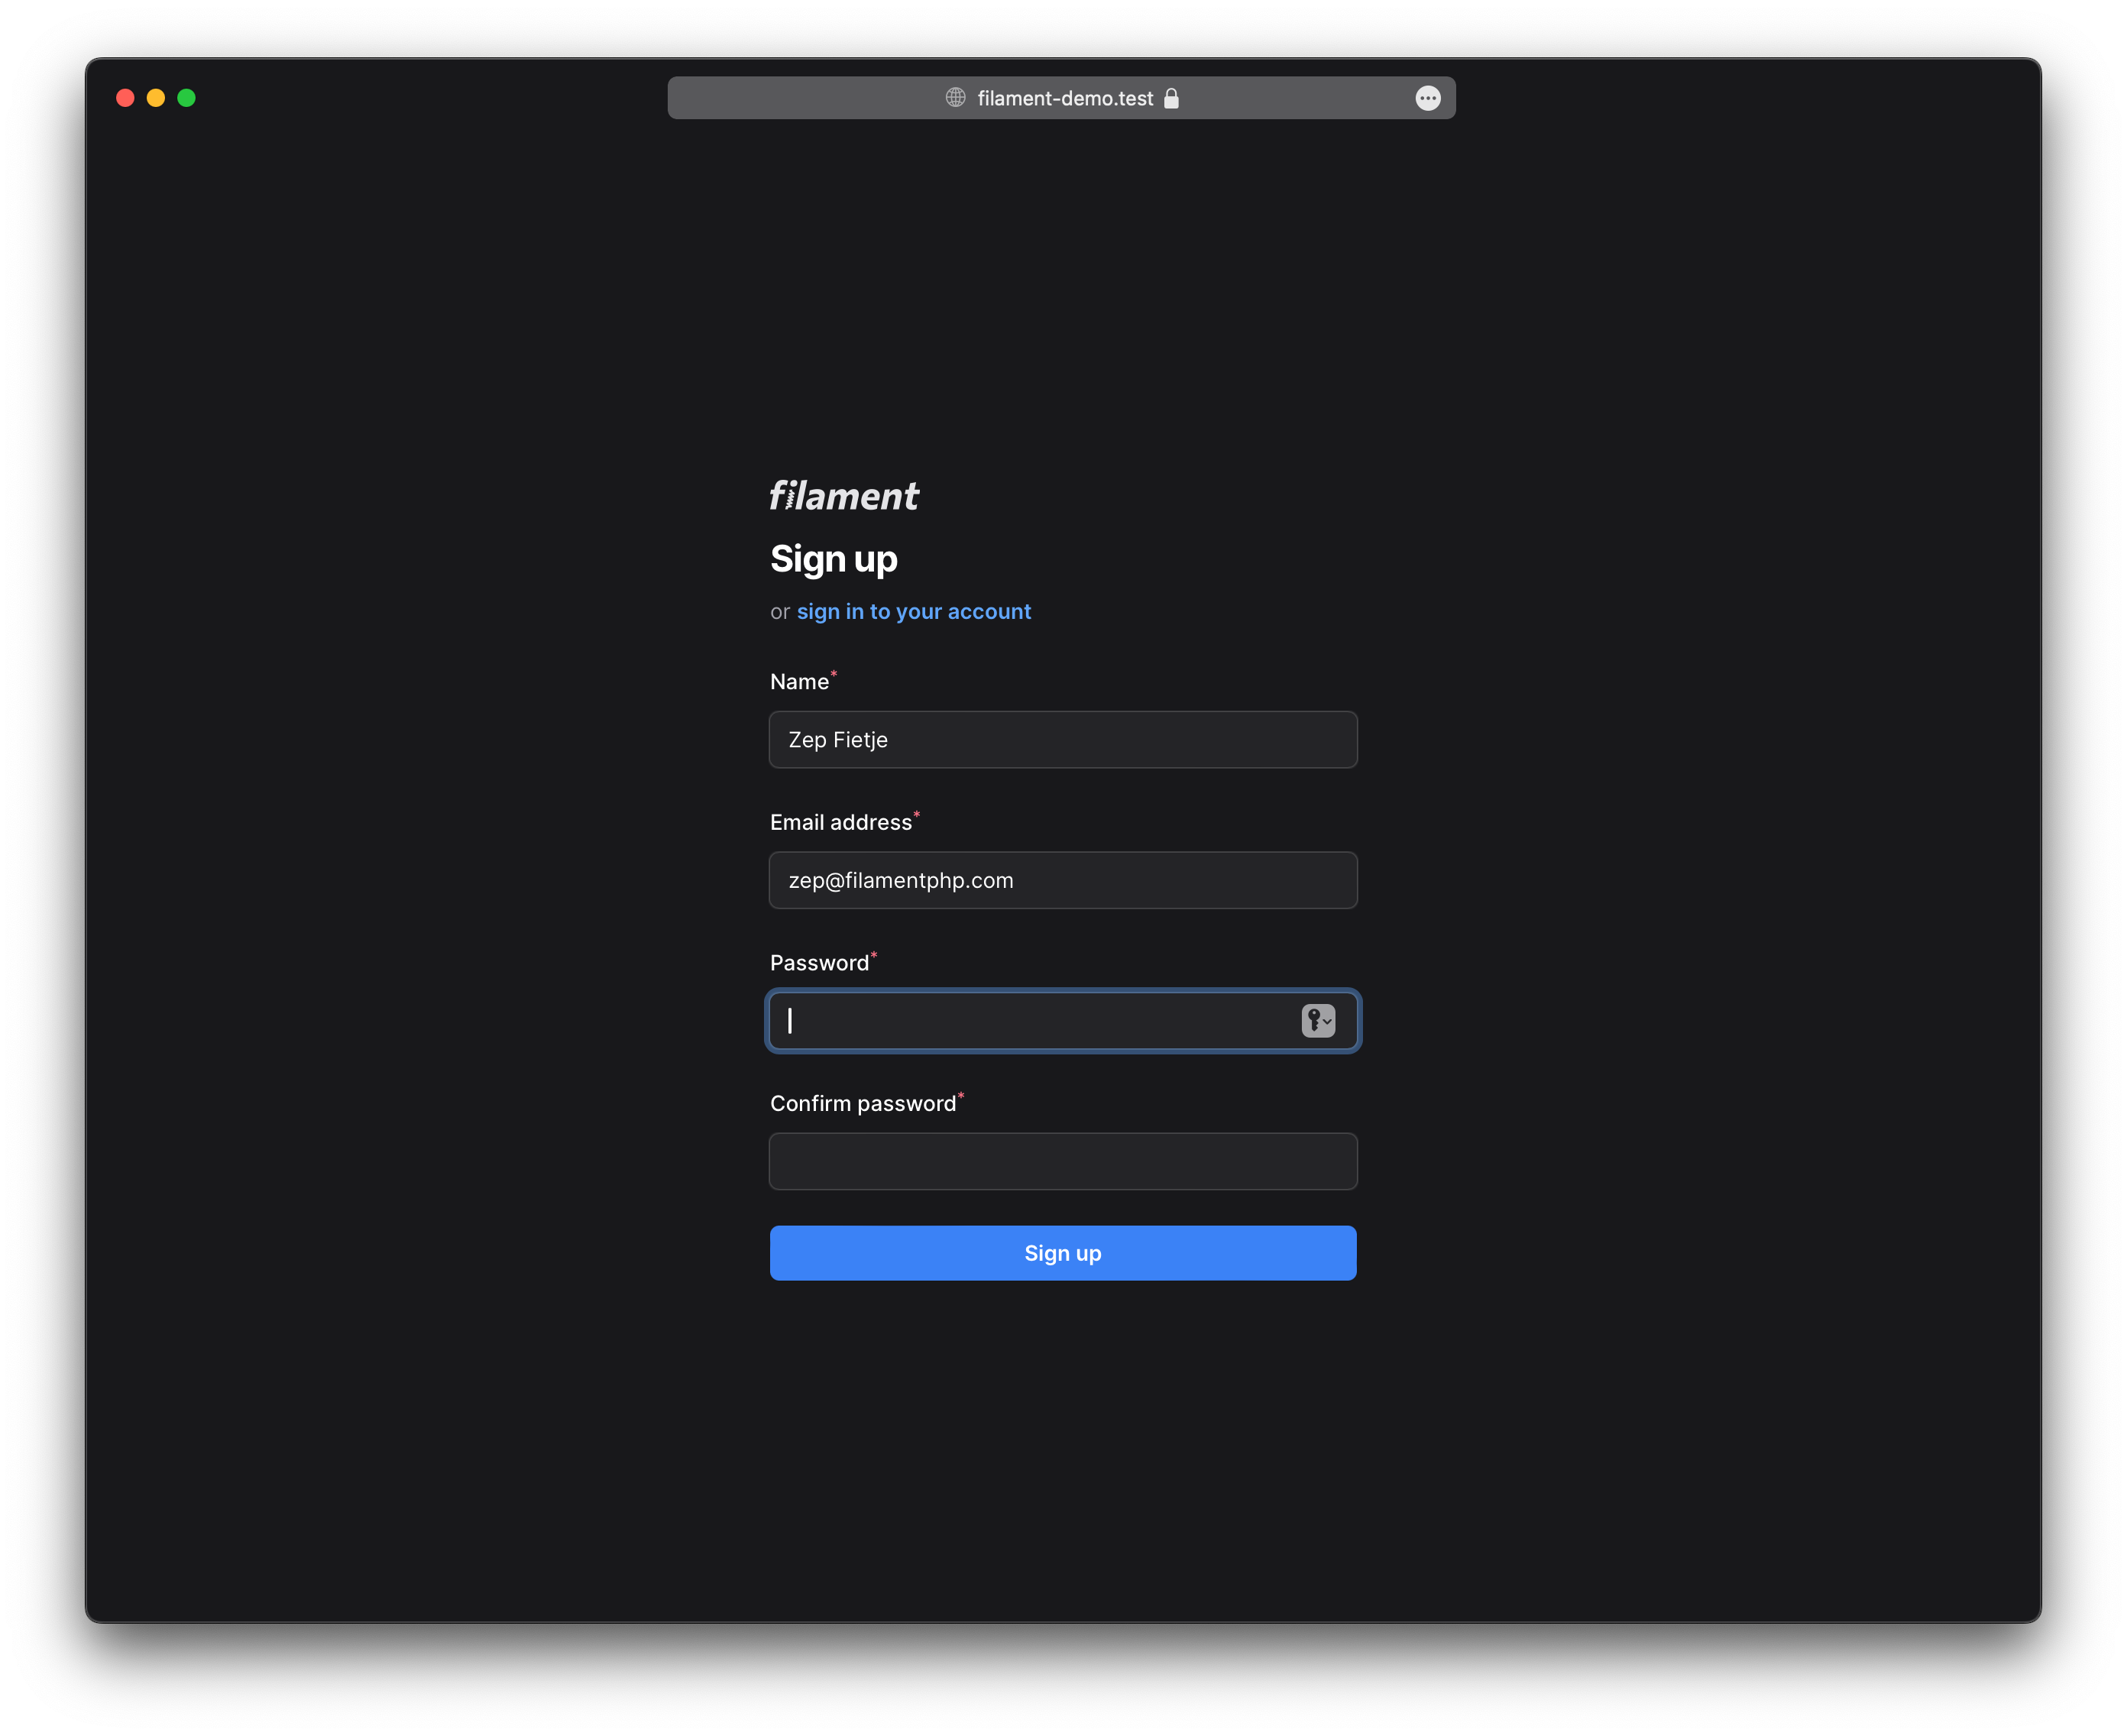 filament-demo.test
filament
Sign up
or sign in to your account
Name*
Zep Fietje
Email address*
zep@filamentphp.com
Password*
Confirm password*
Sign up